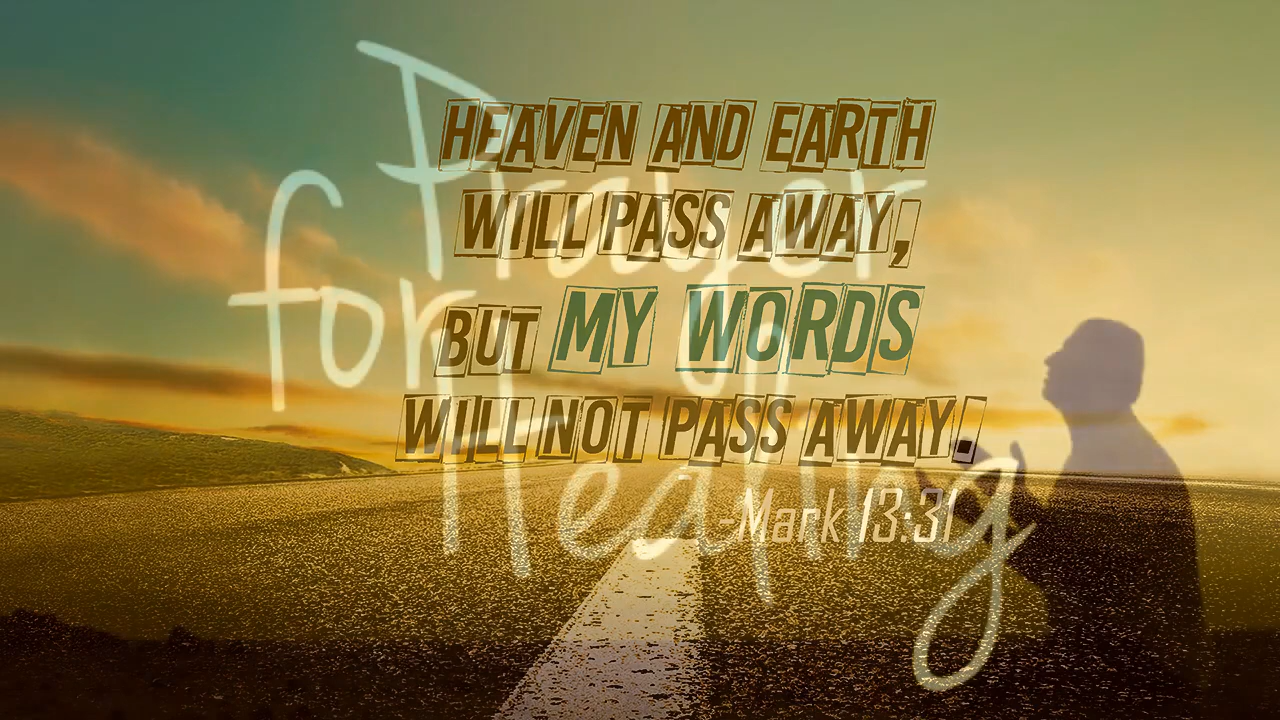 HEAVEN AND EARTH
WILL PASS AWAY,
BUT MY WORDS
WILL NOT PASS AWAY.
-Mark 13:31
Prayer
for
Healing